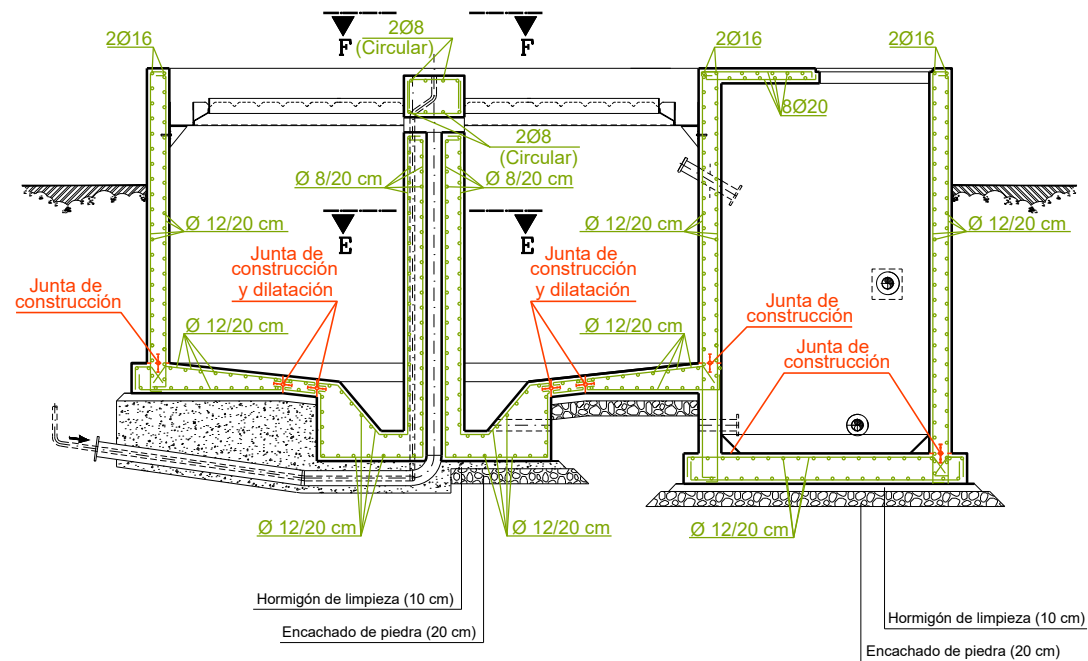 2Ø8
(Circular)
F
F
2Ø16
2Ø16
2Ø16
8Ø20
2Ø8
(Circular)
Ø 8/20 cm
Ø 8/20 cm
E
E
Ø 12/20 cm
Ø 12/20 cm
Ø 12/20 cm
Junta de
construcción
y dilatación
Junta de
construcción
y dilatación
Junta de
construcción
Junta de
construcción
Ø 12/20 cm
Ø 12/20 cm
Junta de
construcción
Ø 12/20 cm
Ø 12/20 cm
Ø 12/20 cm
Hormigón de limpieza (10 cm)
Encachado de piedra (20 cm)
Hormigón de limpieza (10 cm)
Encachado de piedra (20 cm)